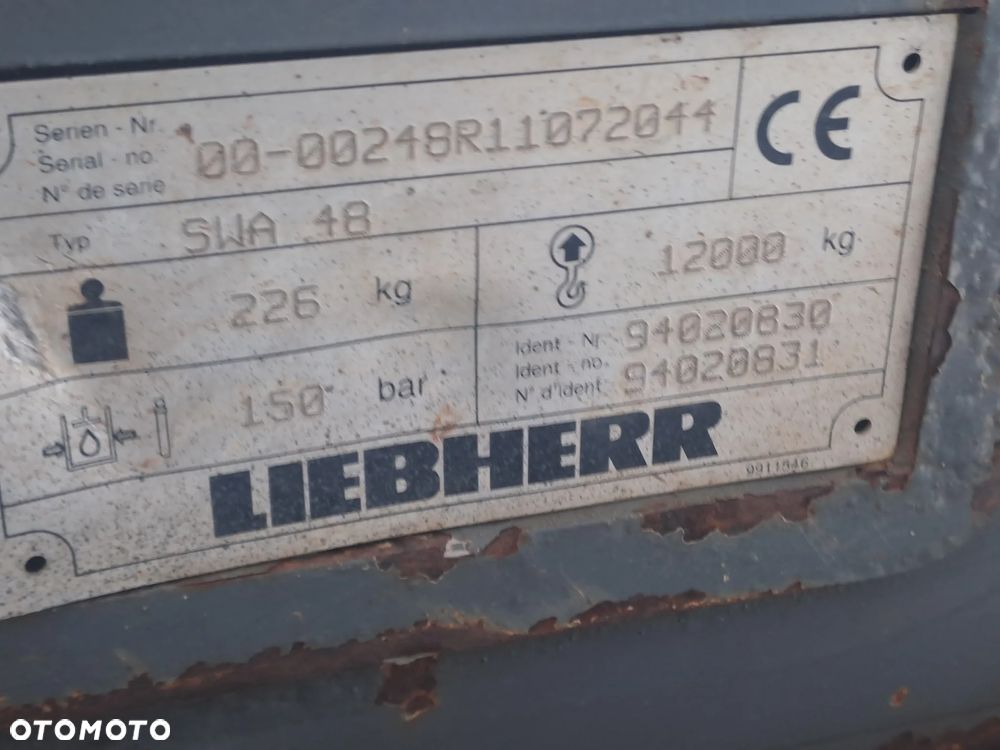 Serien - Nr.
Serial - no.
N° de serie
00-00248R11072044
CE
Typ SWA 48
226 kg
12000 kg
150 bar
Ident - Nr. 94020830
Ident - no. 94020831
N° d'ident.
LIEBHERR
9911546
OTOMOTO